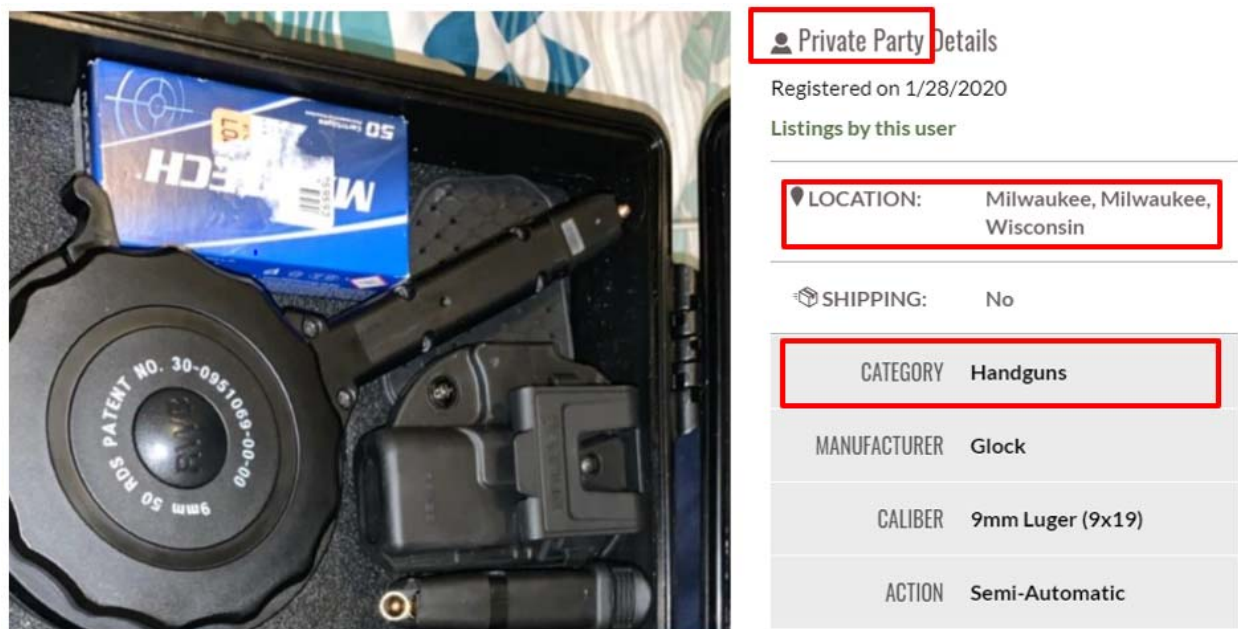 50 Cartridges
PATENT NO. 30-0951069-00-00
9mm 50 RDS
Private Party Details
Registered on 1/28/2020
Listings by this user
LOCATION: Milwaukee, Milwaukee,
Wisconsin
SHIPPING: No
CATEGORY Handguns
MANUFACTURER Glock
CALIBER 9mm Luger (9x19)
ACTION Semi-Automatic